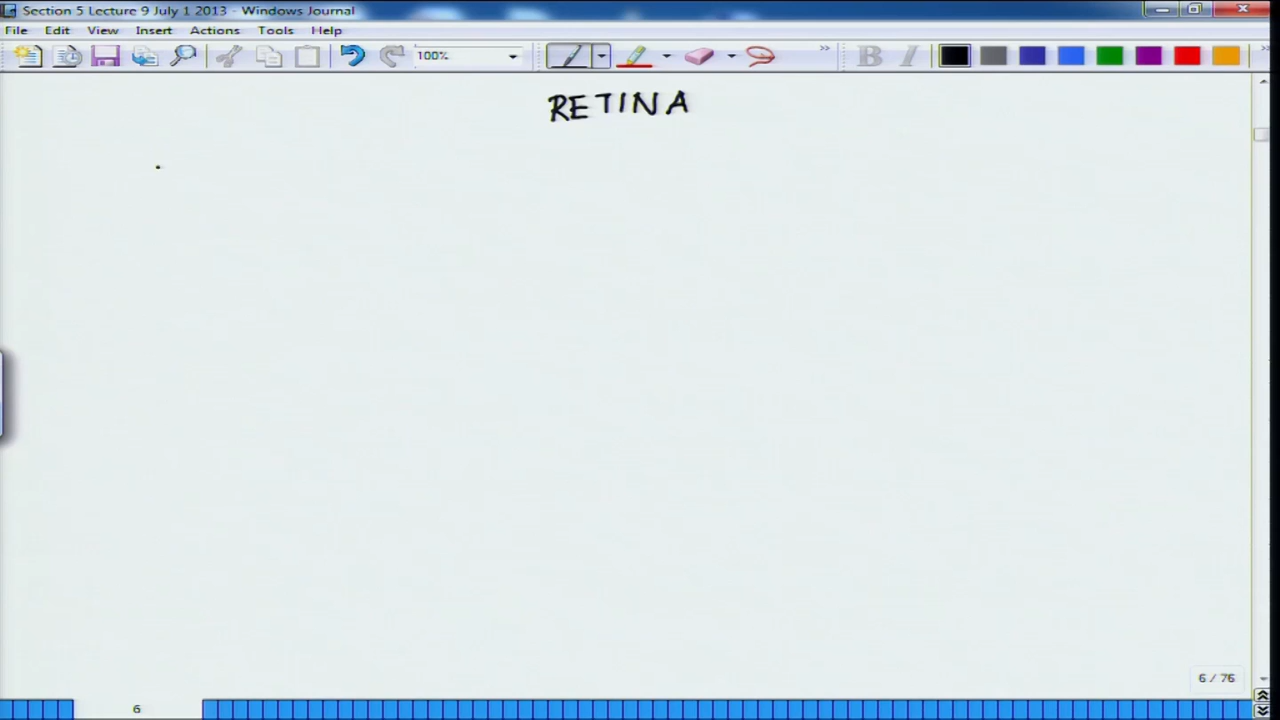 Section 5 Lecture 9 July 1 2013 - Windows Journal
File Edit View Insert Actions Tools Help
100% B I
RETINA
6 / 76
6